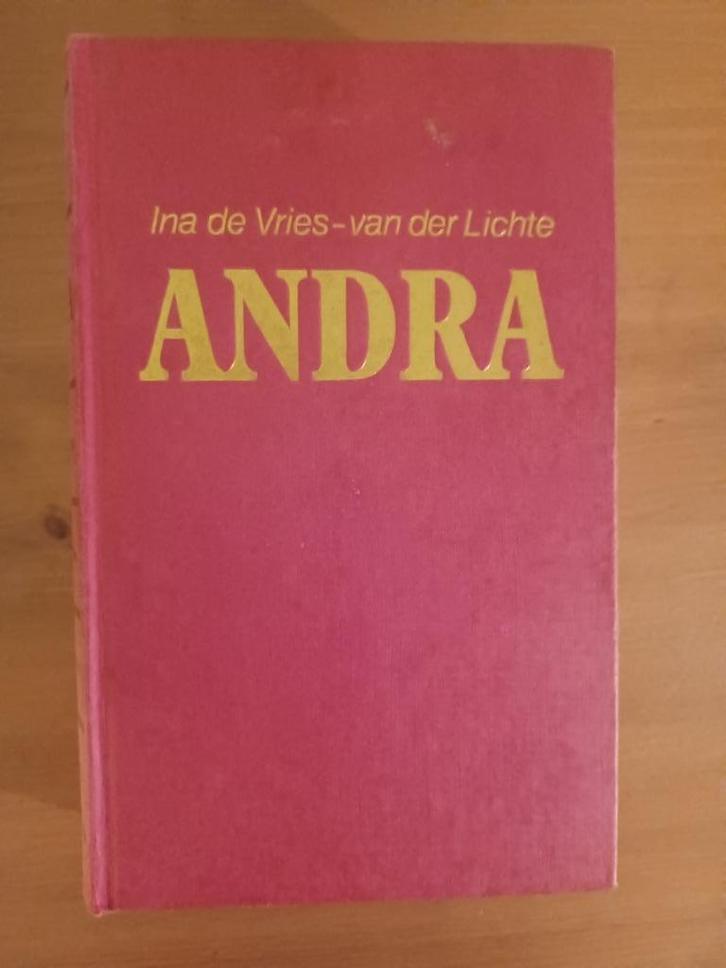 Ina de Vries-van der Lichte
ANDRA